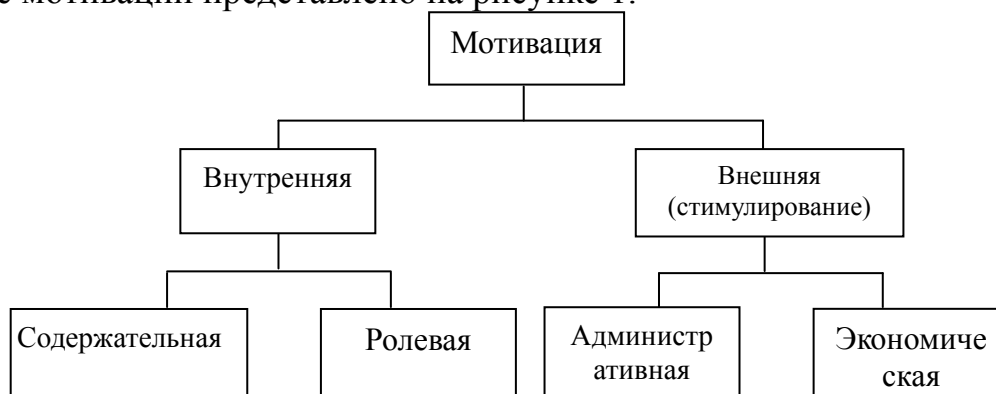 е мотивации представлено на рисунке 1.
Мотивация
Внутренняя
Внешняя
(стимулирование)
Содержательная
Ролевая
Администр
ативная
Экономиче
ская